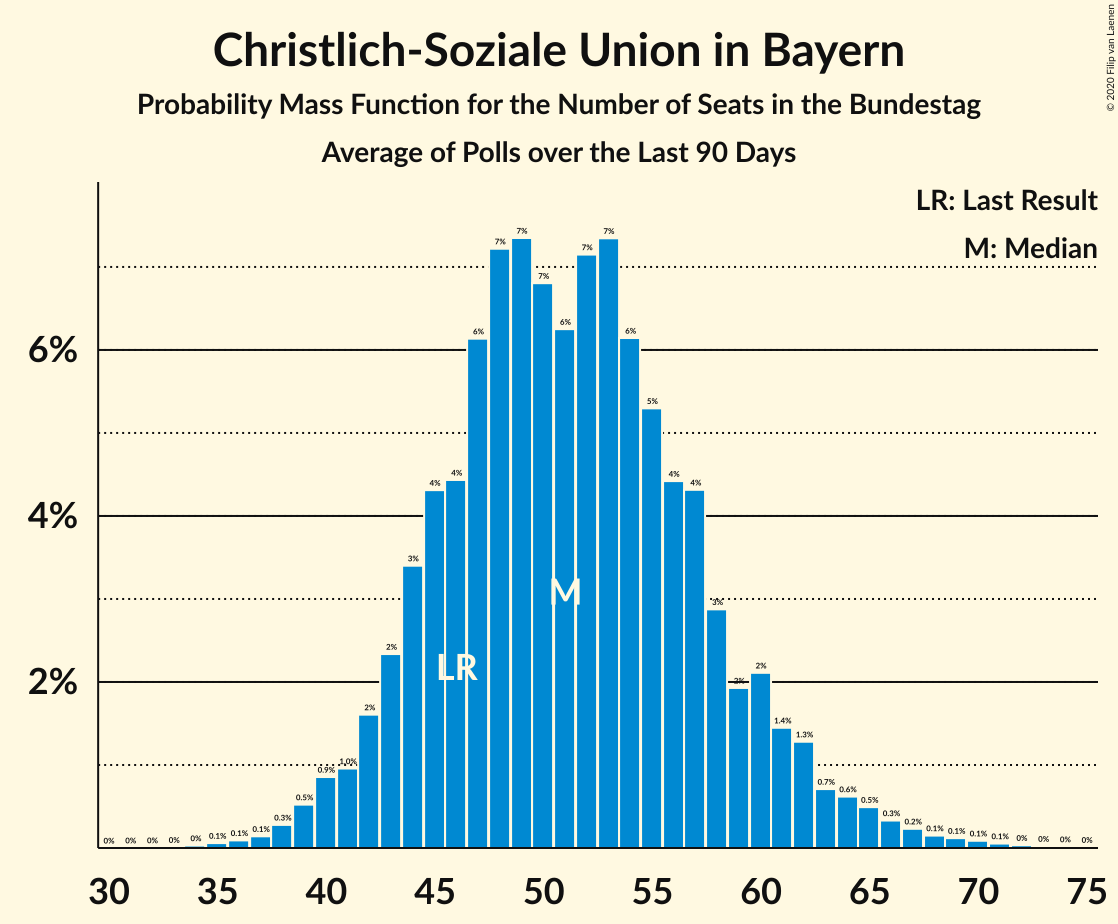 Christlich-Soziale Union in Bayern
Probability Mass Function for the Number of Seats in the Bundestag
Average of Polls over the Last 90 Days
© 2020 Filip van Laenen
LR: Last Result
M: Median
6%
4%
2%
0% 0% 0% 0% 0% 0.1% 0.1% 0.1% 0.3% 0.5% 0.9% 1.0% 2% 2% 3% 4% 4% 6% 7% 7% 7% 6% 7% 7% 6% 5% 4% 4% 3% 2% 2% 1.4% 1.3% 0.7% 0.6% 0.5% 0.3% 0.2% 0.1% 0.1% 0.1% 0.1% 0% 0% 0% 0%
M
LR
30 35 40 45 50 55 60 65 70 75